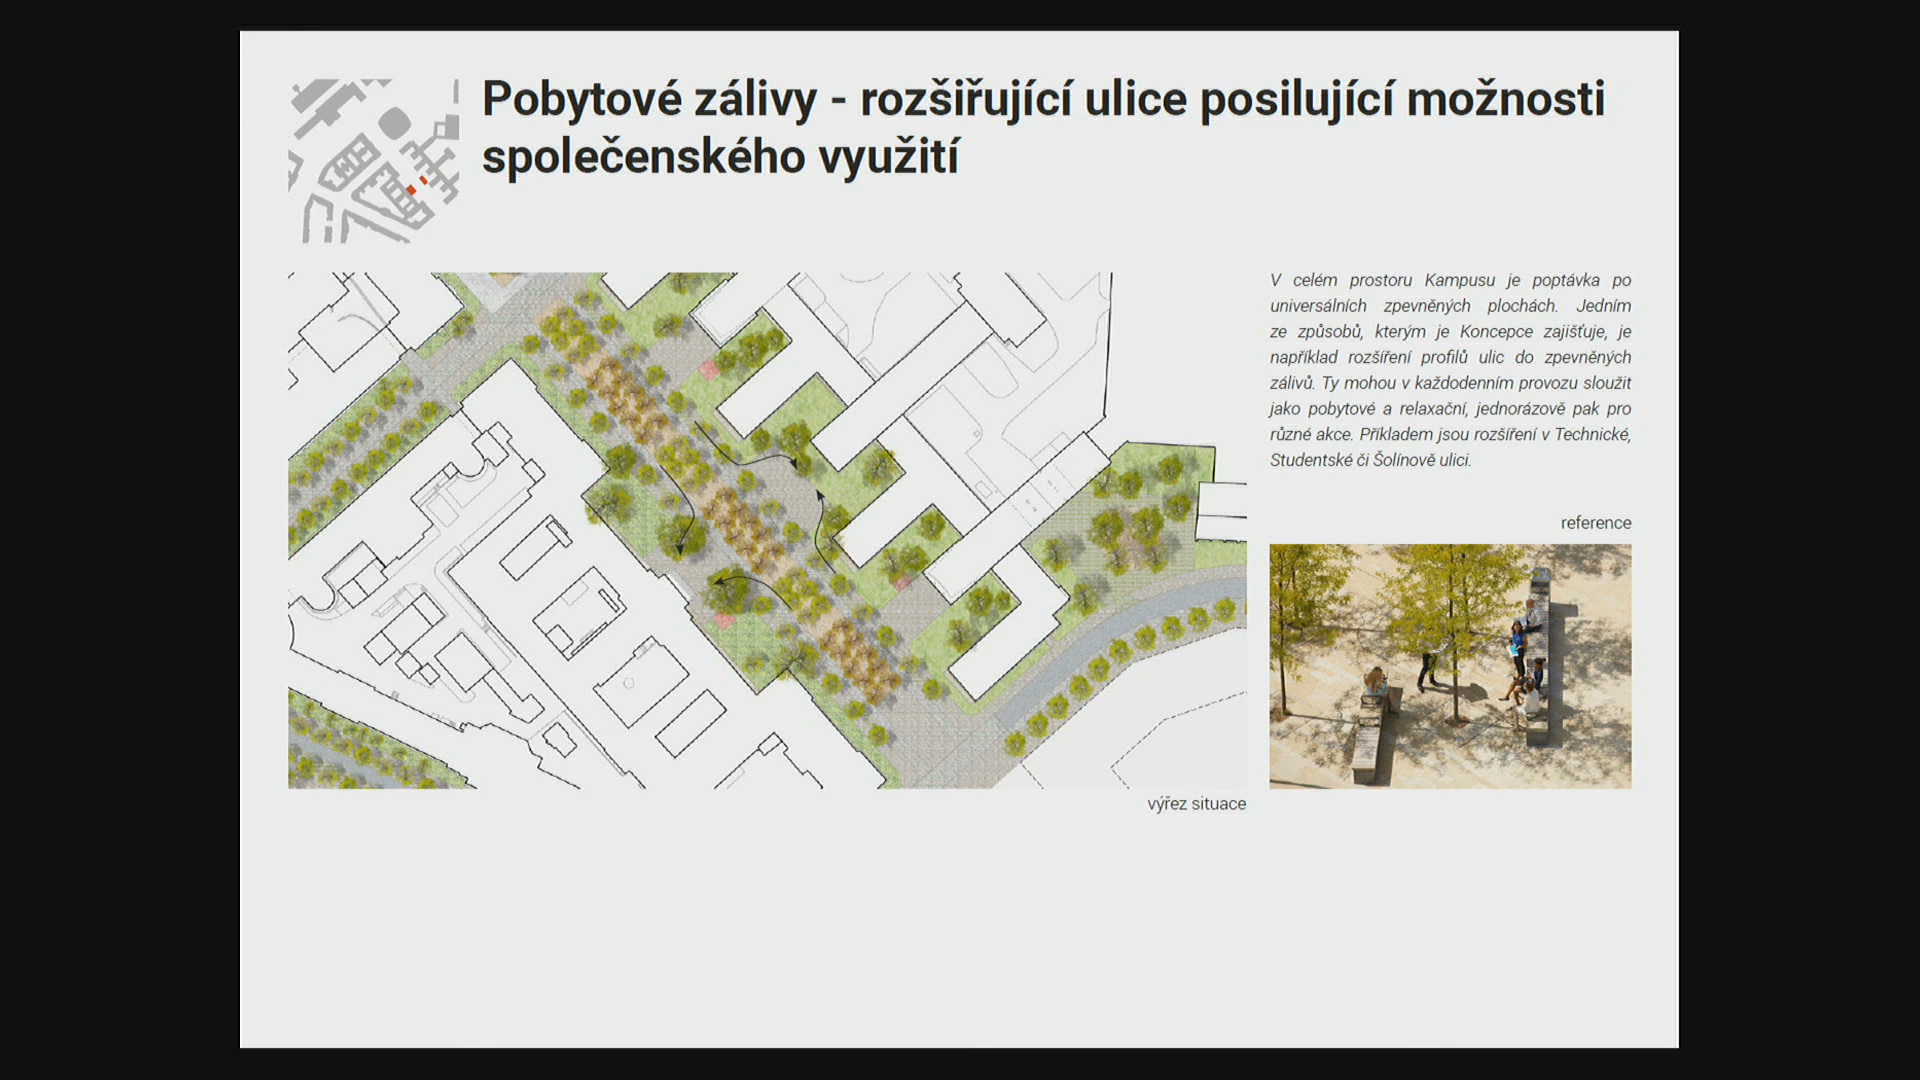 Pobytové zálivy - rozšiřující ulice posilující možnosti
společenského využití
V celém prostoru Kampusu je poptávka po
universálních zpevněných plochách. Jedním
ze způsobů, kterým je Koncepce zajišťuje, je
například rozšíření profilů ulic do zpevněných
zálivů. Ty mohou v každodenním provozu sloužit
jako pobytové a relaxační, jednorázově pak pro
různé akce. Příkladem jsou rozšíření v Technické,
Studentské či Šolínově ulici.
reference
výřez situace